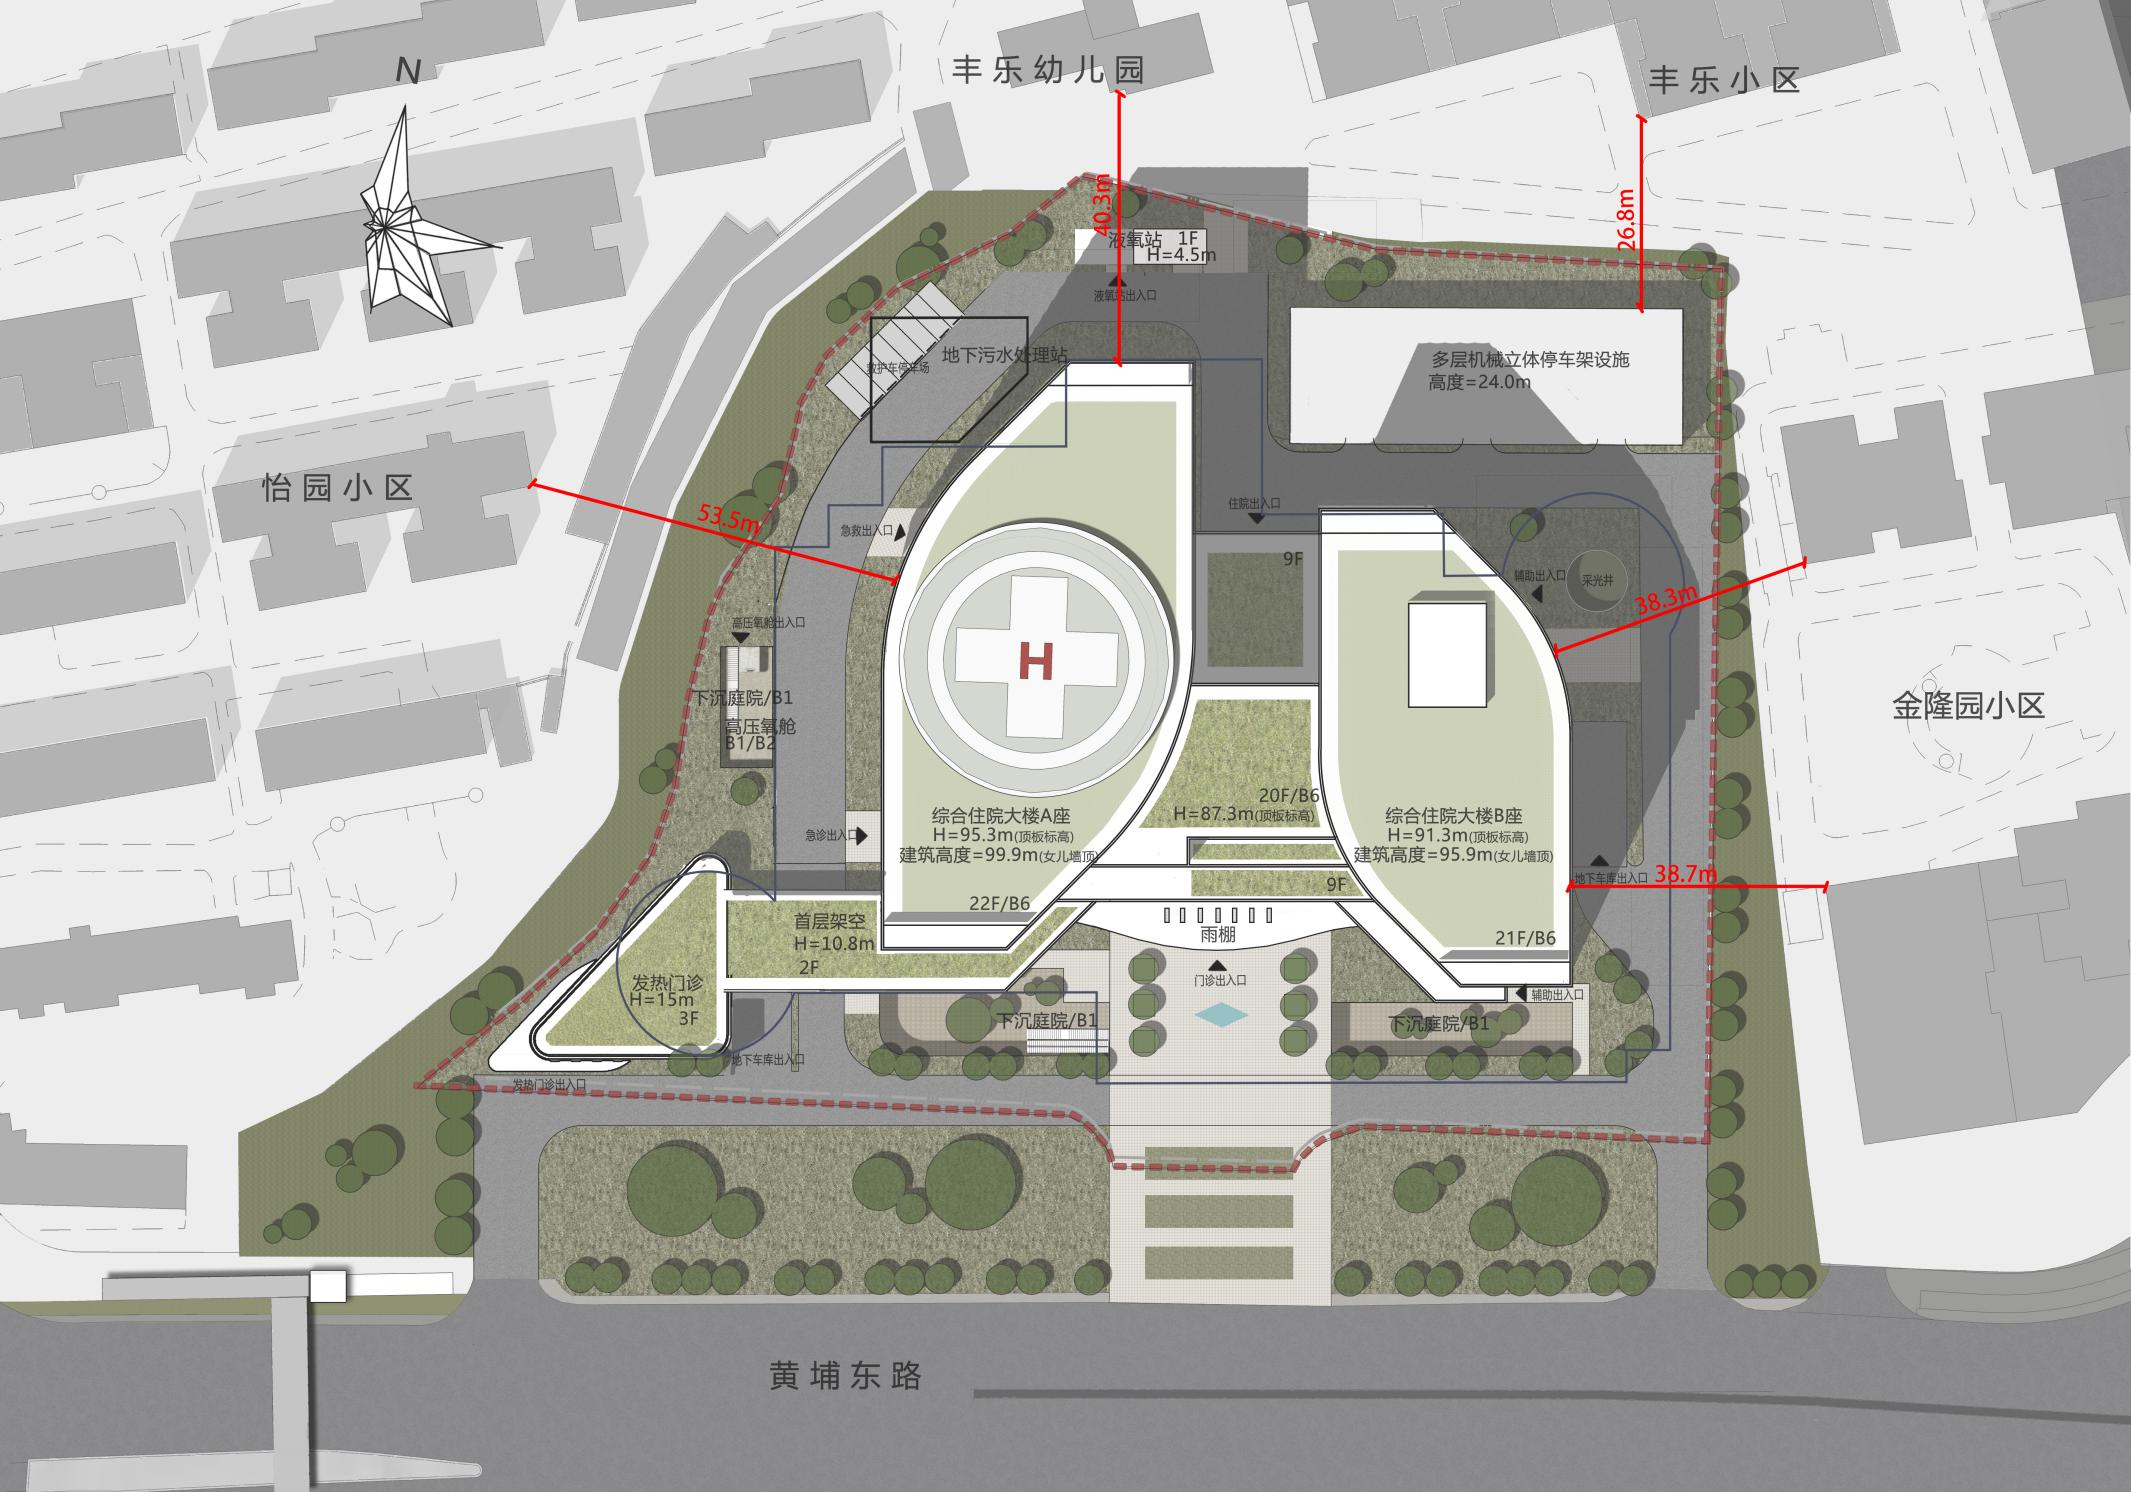 N
丰乐幼儿园
丰乐小区
40.3m
26.8m
液氧站 1F
H=4.5m
液氧站出入口
地下污水处理站
救护车停车场
多层机械立体停车架设施
高度=24.0m
怡园小区
53.5m
急救出入口
住院出入口
9F
辅助出入口
采光井
38.3m
高压氧舱出入口
H
下沉庭院/B1
高压氧舱
B1/B2
金隆园小区
20F/B6
H=87.3m(顶板标高)
综合住院大楼A座
H=95.3m(顶板标高)
建筑高度=99.9m(女儿墙顶)
综合住院大楼B座
H=91.3m(顶板标高)
建筑高度=95.9m(女儿墙顶)
急诊出入口
地下车库出入口
38.7m
9F
22F/B6
首层架空
H=10.8m
2F
雨棚
21F/B6
门诊出入口
发热门诊
H=15m
3F
辅助出入口
下沉庭院/B1
下沉庭院/B1
地下车库出入口
发热门诊出入口
黄埔东路